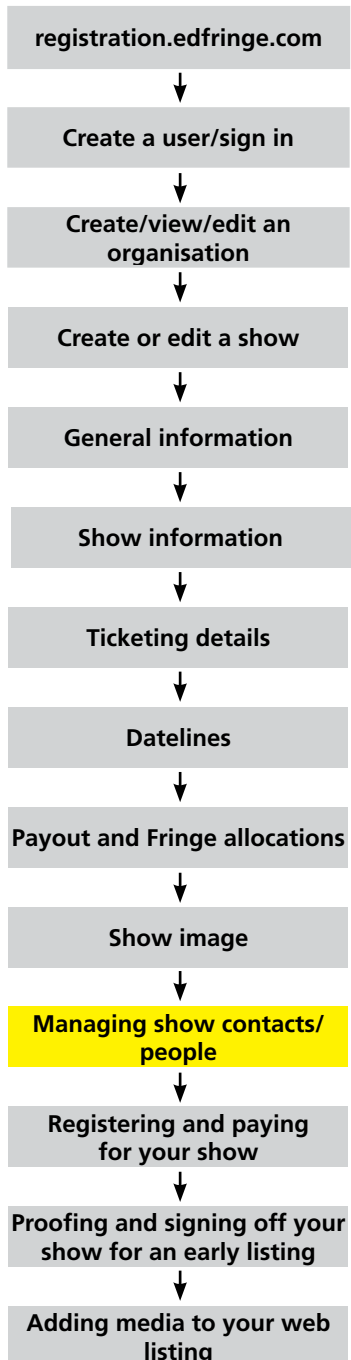 registration.edfringe.com
Create a user/sign in
Create/view/edit an
organisation
Create or edit a show
General information
Show information
Ticketing details
Datelines
Payout and Fringe allocations
Show image
Managing show contacts/
people
Registering and paying
for your show
Proofing and signing off your
show for an early listing
Adding media to your web
listing